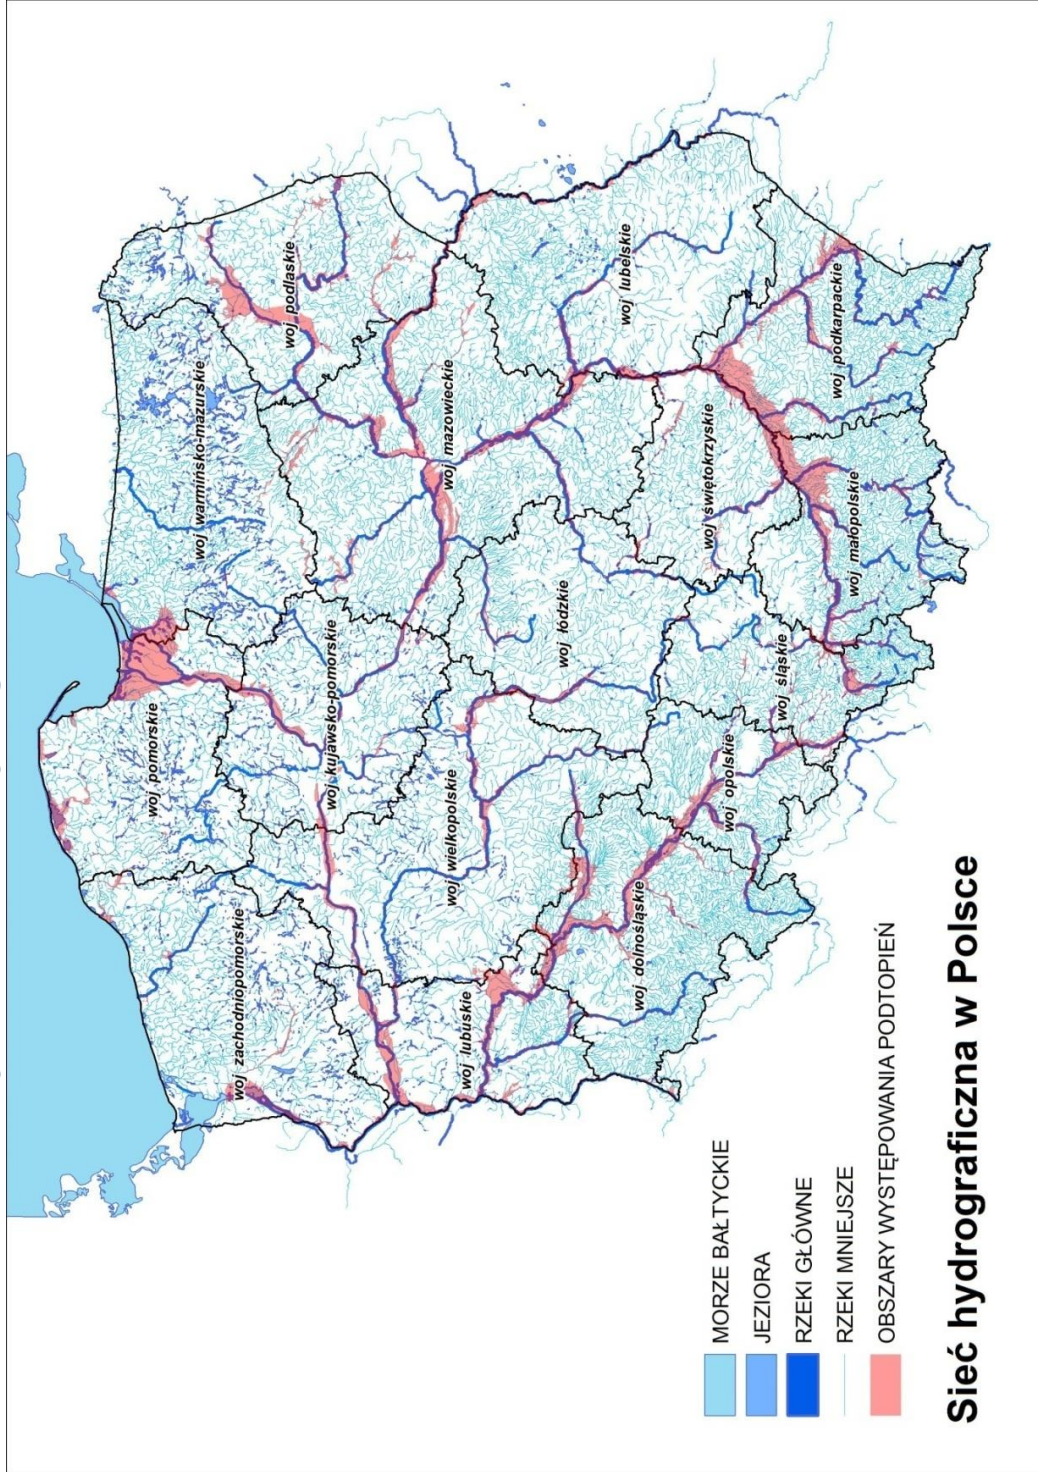 woj pomorskie
woj warmińsko-mazurskie
woj podlaskie
woj zachodniopomorskie
woj kujawsko-pomorskie
woj mazowieckie
woj wielkopolskie
woj lubuskie
woj łodzkie
woj lubelskie
woj dolnośląskie
woj opolskie
woj śląskie
woj świętokrzyskie
woj małopolskie
woj podkarpackie
MORZE BAŁTYCKIE
JEZIORA
RZEKI GŁÓWNE
RZEKI MNIEJSZE
OBSZARY WYSTĘPOWANIA PODTOPIEŃ
Sieć hydrograficzna w Polsce